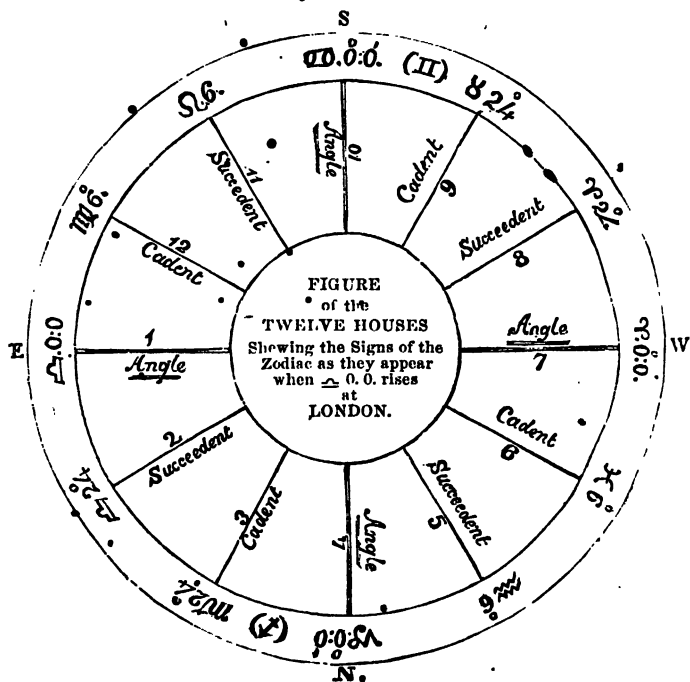 S
♋0.0.0.
(♊)
♉ 24°
♈ 24°
♈.0.0.
W
♓ 6°
♒ 6°
♑0.0.0
N.
(♐)
♏24°
♎ 24°
♎.0.0
E
♍6°.
♌6.
10
Angle
Cadent
9
Succeedent
8
Angle
7
Cadent
6
Succeedent
5
Angle
Cadent
3
2
Succeedent
1
Angle
12
Cadent
11
Succeedent
FIGURE
of the
TWELVE HOUSES
Shewing the Signs of the
Zodiac as they appear
when ♎ 0. 0. rises
at
LONDON.